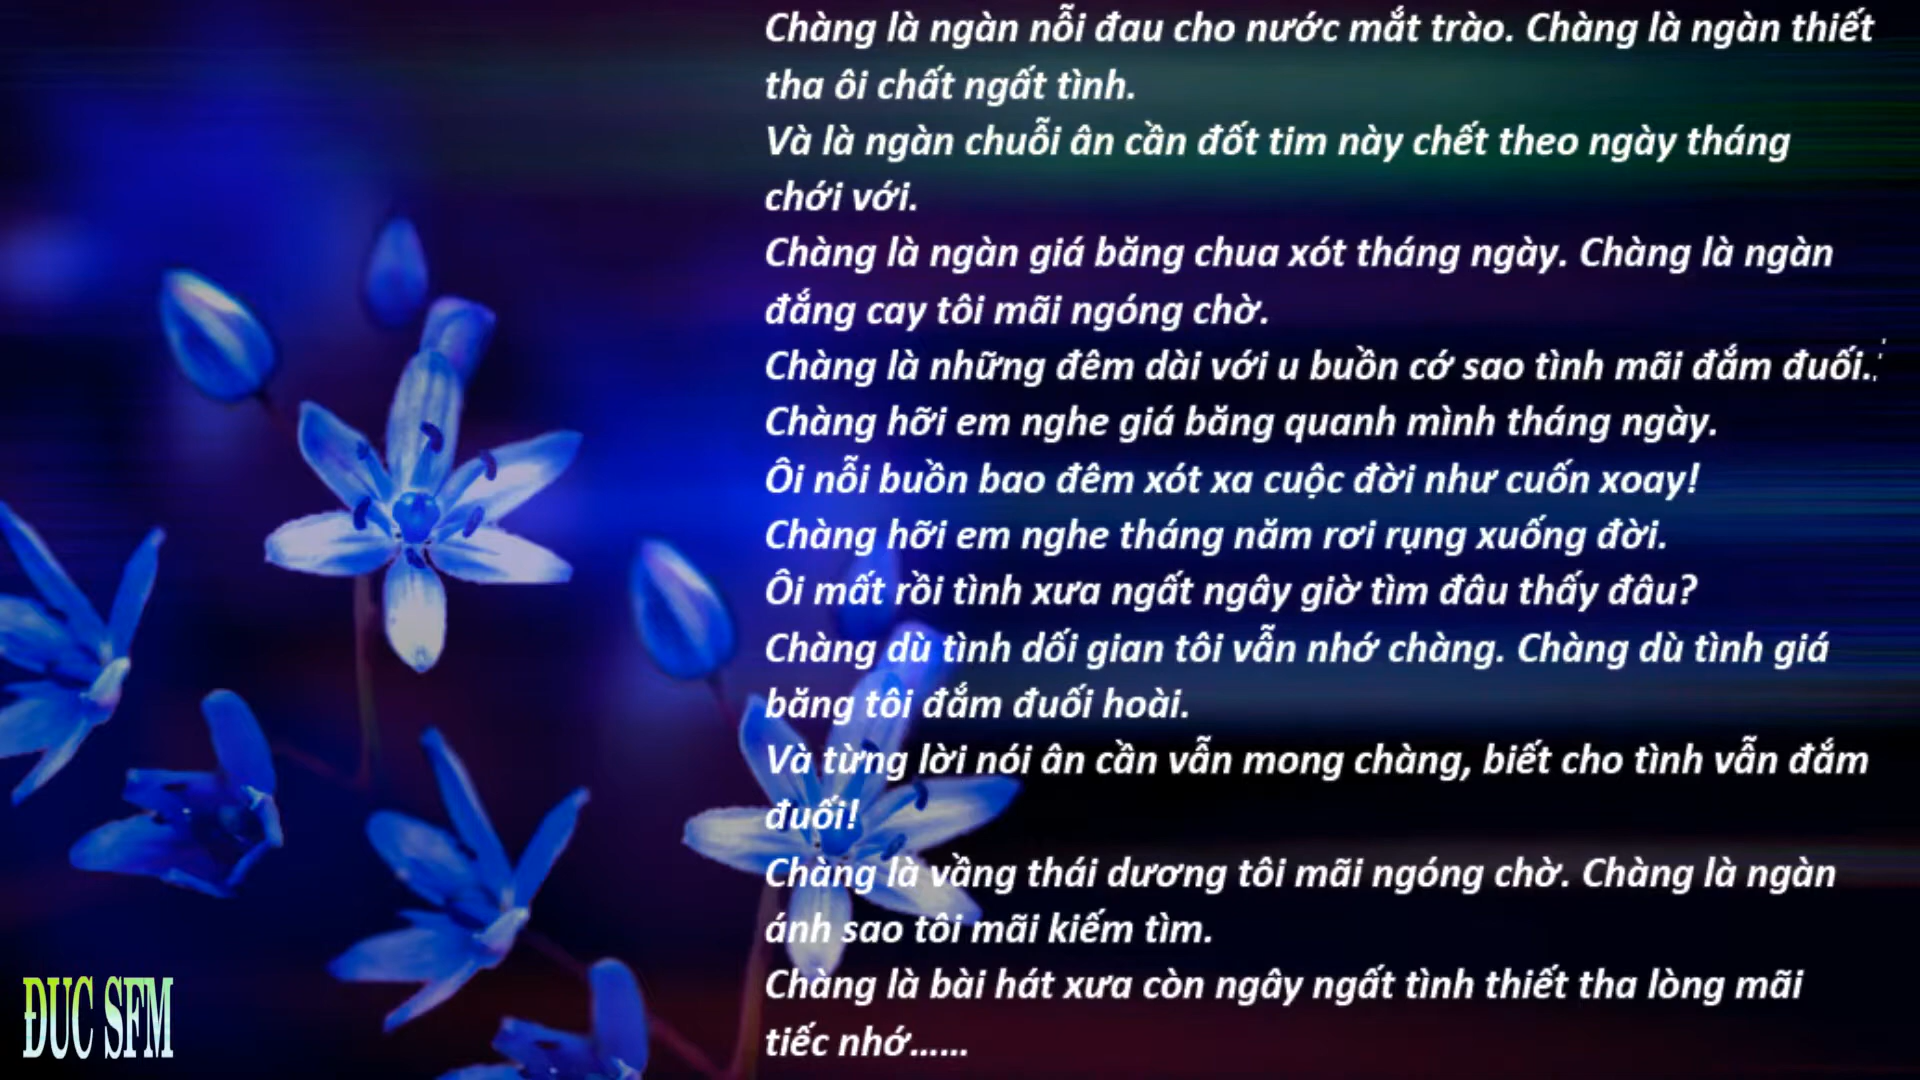 Chàng là ngàn nỗi đau cho nước mắt trào. Chàng là ngàn thiết
tha ôi chất ngất tình.
Và là ngàn chuỗi ân cần đốt tim này chết theo ngày tháng
chới với.
Chàng là ngàn giá băng chua xót tháng ngày. Chàng là ngàn
đắng cay tôi mãi ngóng chờ.
Chàng là những đêm dài với u buồn cớ sao tình mãi đắm đuối..
Chàng hỡi em nghe giá băng quanh mình tháng ngày.
Ôi nỗi buồn bao đêm xót xa cuộc đời như cuốn xoay!
Chàng hỡi em nghe tháng năm rơi rụng xuống đời.
Ôi mất rồi tình xưa ngất ngây giờ tìm đâu thấy đâu?
Chàng dù tình dối gian tôi vẫn nhớ chàng. Chàng dù tình giá
băng tôi đắm đuối hoài.
Và từng lời nói ân cần vẫn mong chàng, biết cho tình vẫn đắm
đuối!
Chàng là vầng thái dương tôi mãi ngóng chờ. Chàng là ngàn
ánh sao tôi mãi kiếm tìm.
Chàng là bài hát xưa còn ngây ngất tình thiết tha lòng mãi
tiếc nhớ......
ĐUC SFM